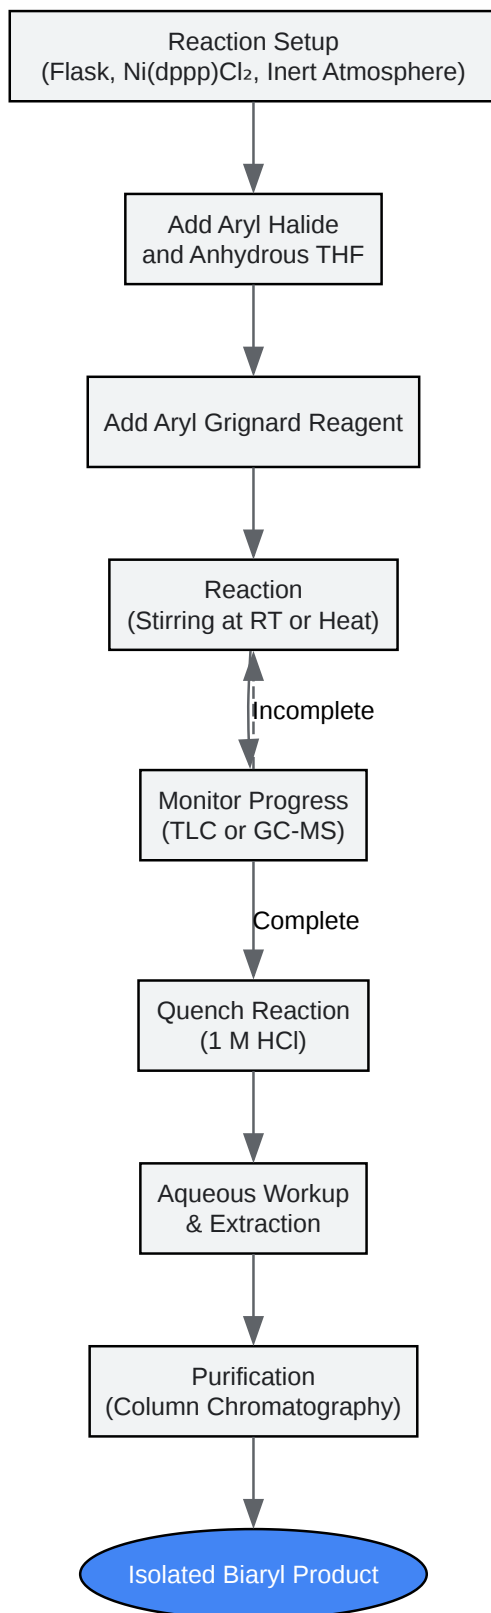 Reaction Setup
(Flask, Ni(dppp)Cl₂, Inert Atmosphere)
Add Aryl Halide
and Anhydrous THF
Add Aryl Grignard Reagent
Reaction
(Stirring at RT or Heat)
Incomplete
Monitor Progress
(TLC or GC-MS)
Complete
Quench Reaction
(1 M HCl)
Aqueous Workup
& Extraction
Purification
(Column Chromatography)
Isolated Biaryl Product